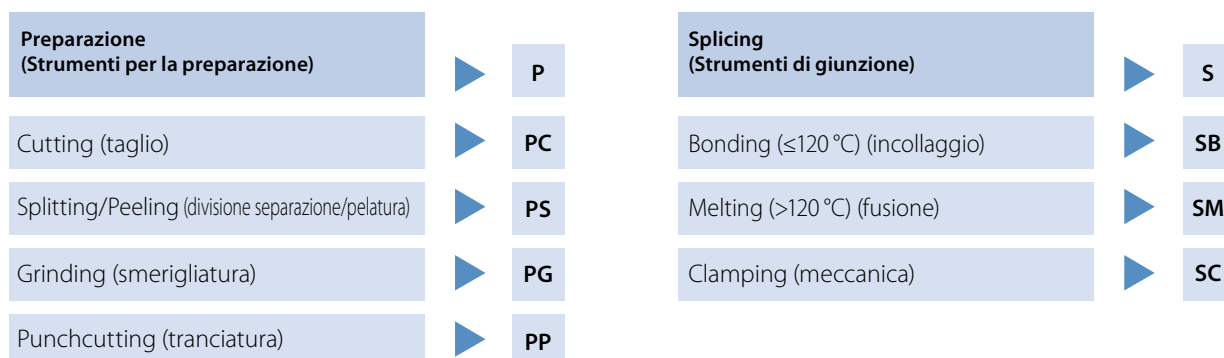 Preparazione
(Strumenti per la preparazione)
P
Cutting (taglio)
PC
Splitting/Peeling (divisione separazione/pelatura)
PS
Grinding (smerigliatura)
PG
Punchcutting (tranciatura)
PP
Splicing
(Strumenti di giunzione)
S
Bonding (≤120 °C) (incollaggio)
SB
Melting (>120 °C) (fusione)
SM
Clamping (meccanica)
SC